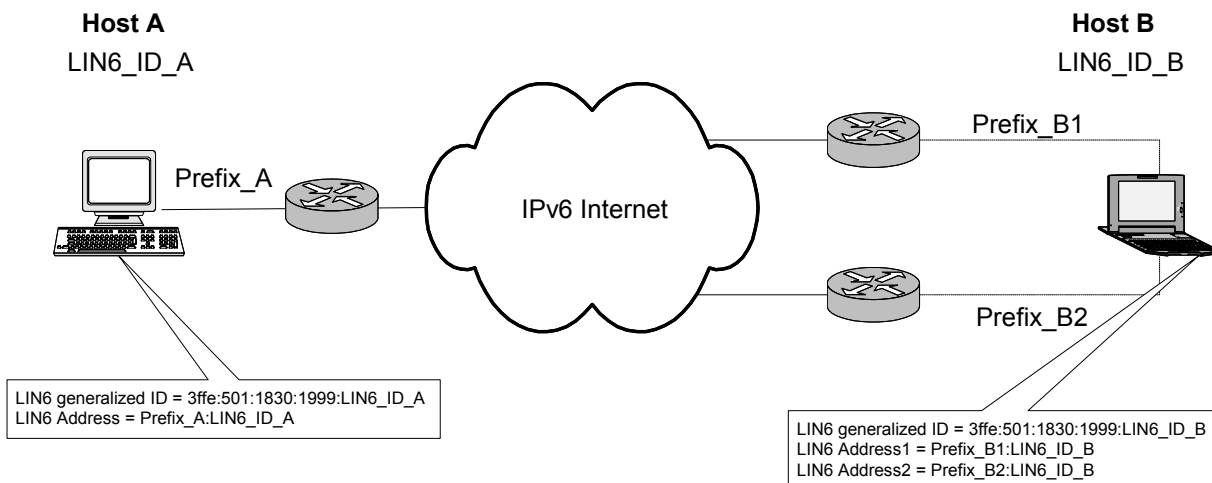 Host A
LIN6_ID_A
Host B
LIN6_ID_B
Prefix_B1
Prefix_A
IPv6 Internet
Prefix_B2
LIN6 generalized ID = 3ffe:501:1830:1999:LIN6_ID_A
LIN6 Address = Prefix_A:LIN6_ID_A
LIN6 generalized ID = 3ffe:501:1830:1999:LIN6_ID_B
LIN6 Address1 = Prefix_B1:LIN6_ID_B
LIN6 Address2 = Prefix_B2:LIN6_ID_B